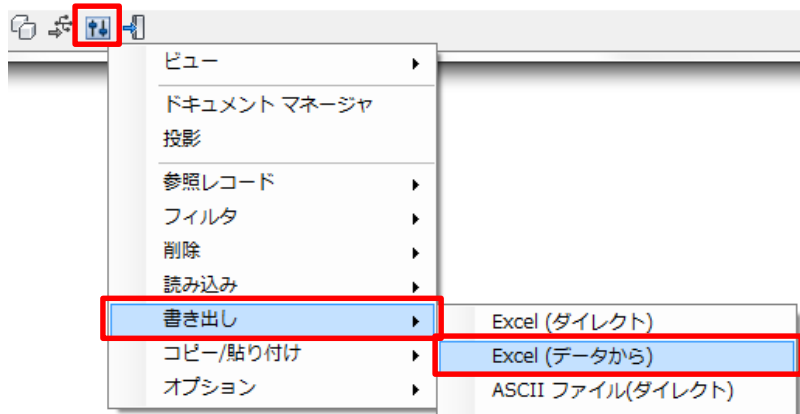 ビュー
ドキュメント マネージャ
投影
参照レコード
フィルタ
削除
読み込み
書き出し
コピー/貼り付け
オプション
Excel (ダイレクト)
Excel (データから)
ASCII ファイル(ダイレクト)